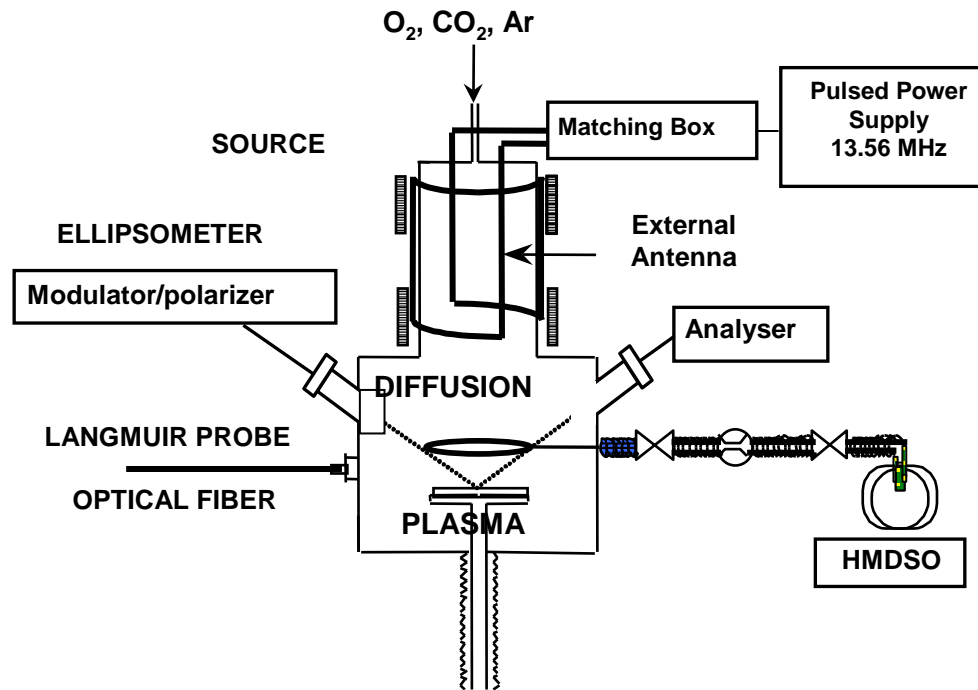 O₂, CO₂, Ar
SOURCE
Matching Box
Pulsed Power
Supply
13.56 MHz
ELLIPSOMETER
External
Antenna
Modulator/polarizer
Analyser
DIFFUSION
LANGMUIR PROBE
OPTICAL FIBER
PLASMA
HMDSO